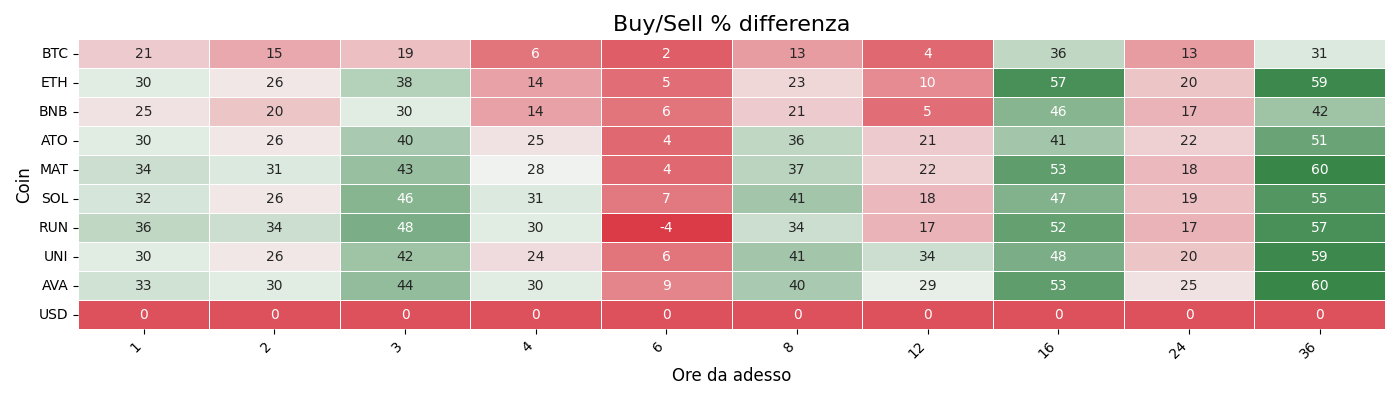 Buy/Sell % differenza
Coin
BTC 21 15 19 6 2 13 4 36 13 31
ETH 30 26 38 14 5 23 10 57 20 59
BNB 25 20 30 14 6 21 5 46 17 42
ATO 30 26 40 25 4 36 21 41 22 51
MAT 34 31 43 28 4 37 22 53 18 60
SOL 32 26 46 31 7 41 18 47 19 55
RUN 36 34 48 30 -4 34 17 52 17 57
UNI 30 26 42 24 6 41 34 48 20 59
AVA 33 30 44 30 9 40 29 53 25 60
USD 0 0 0 0 0 0 0 0 0 0
1 2 3 4 6 8 12 16 24 36
Ore da adesso